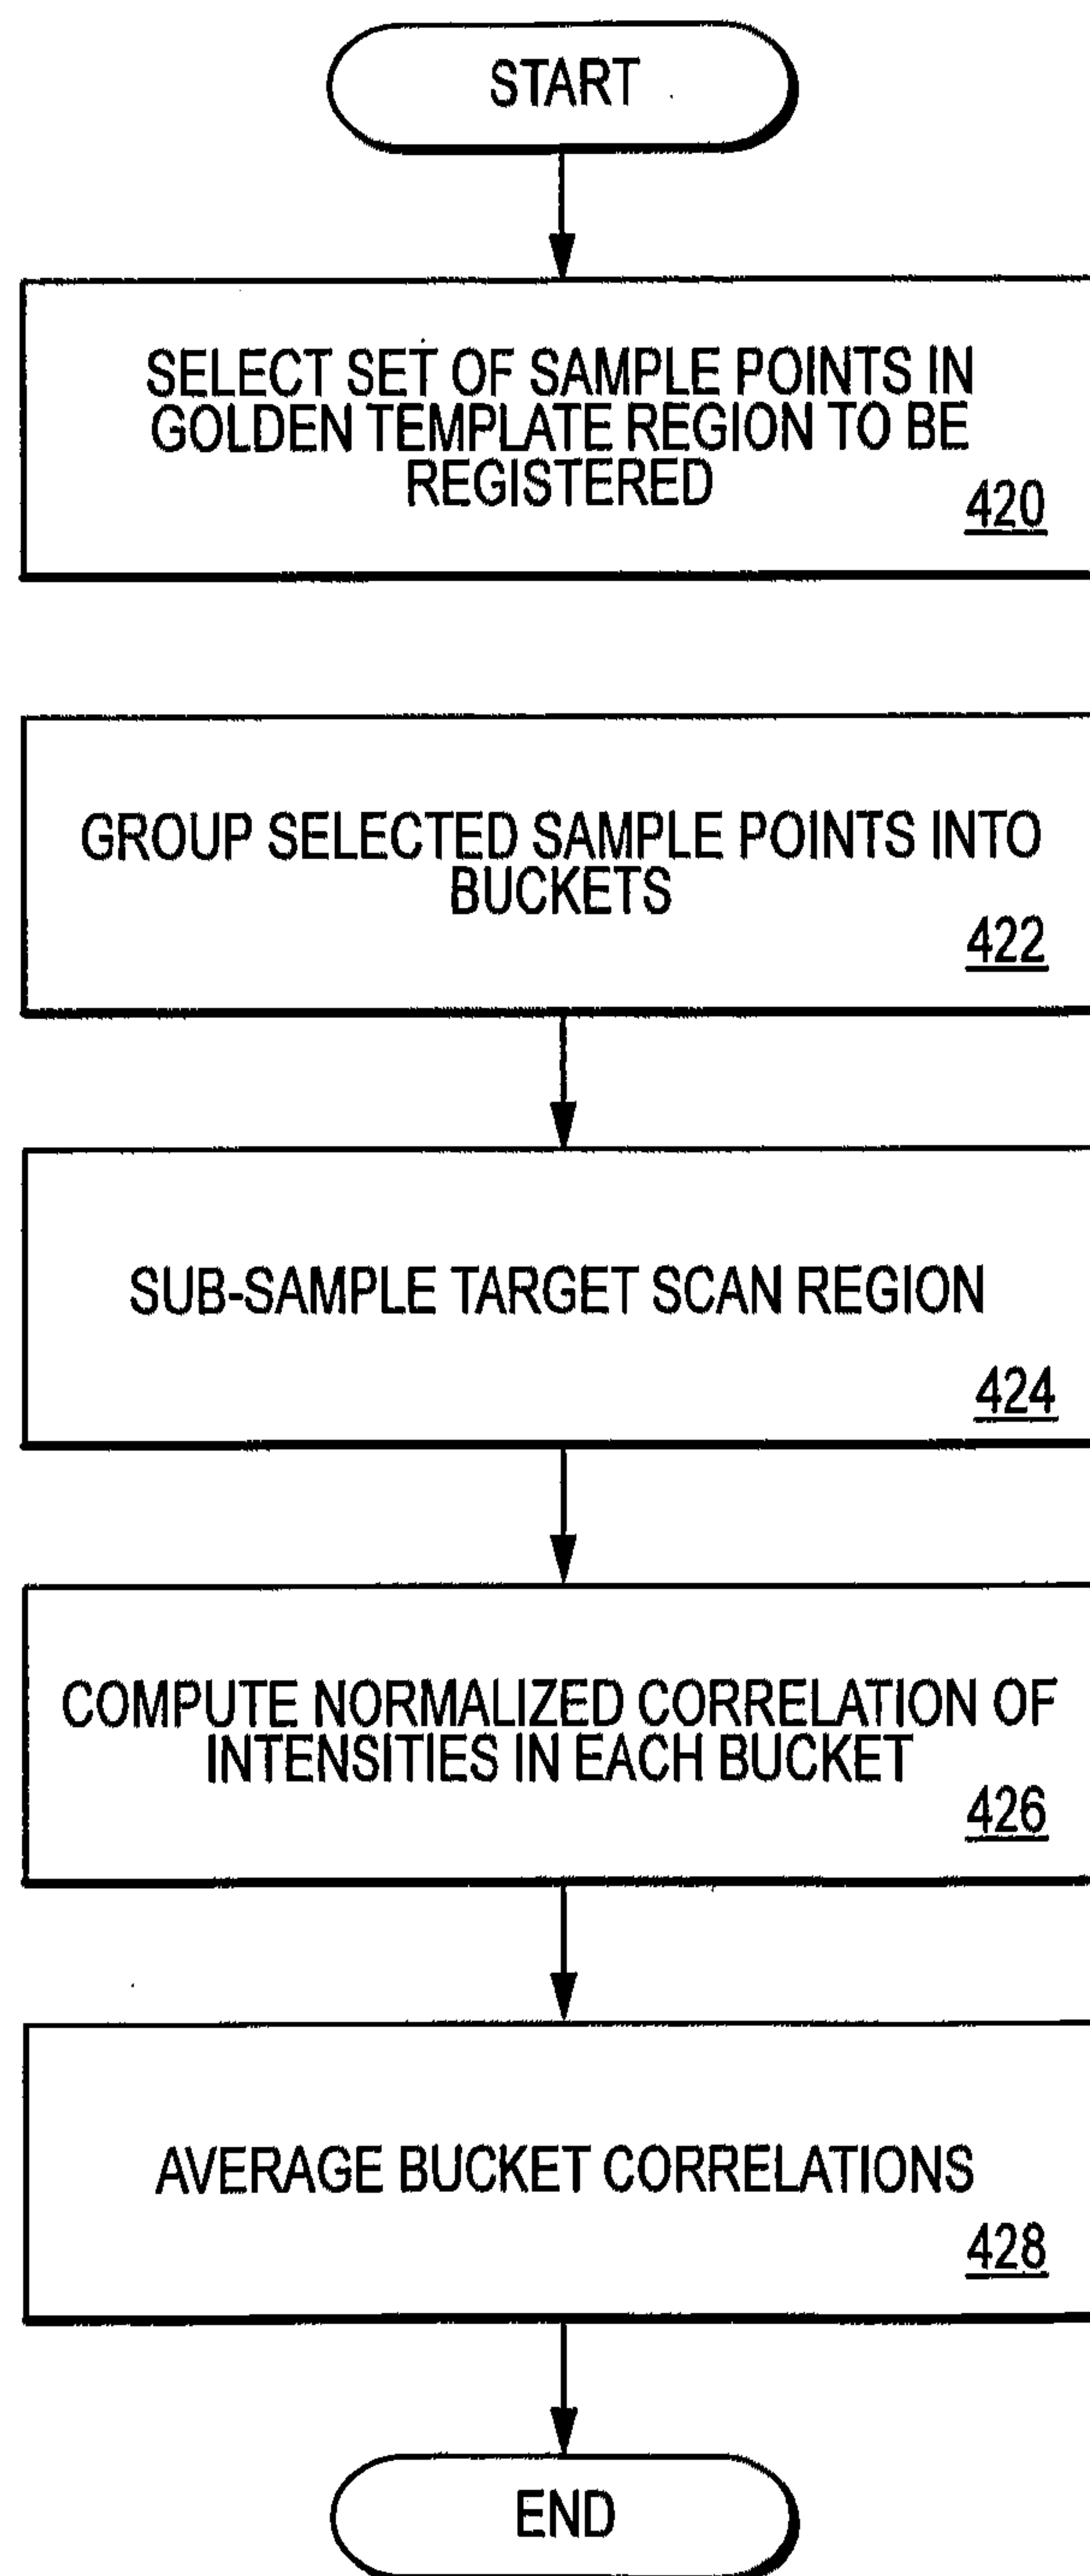 START
SELECT SET OF SAMPLE POINTS IN
GOLDEN TEMPLATE REGION TO BE
REGISTERED
420
GROUP SELECTED SAMPLE POINTS INTO
BUCKETS
422
SUB-SAMPLE TARGET SCAN REGION
424
COMPUTE NORMALIZED CORRELATION OF
INTENSITIES IN EACH BUCKET
426
AVERAGE BUCKET CORRELATIONS
428
END